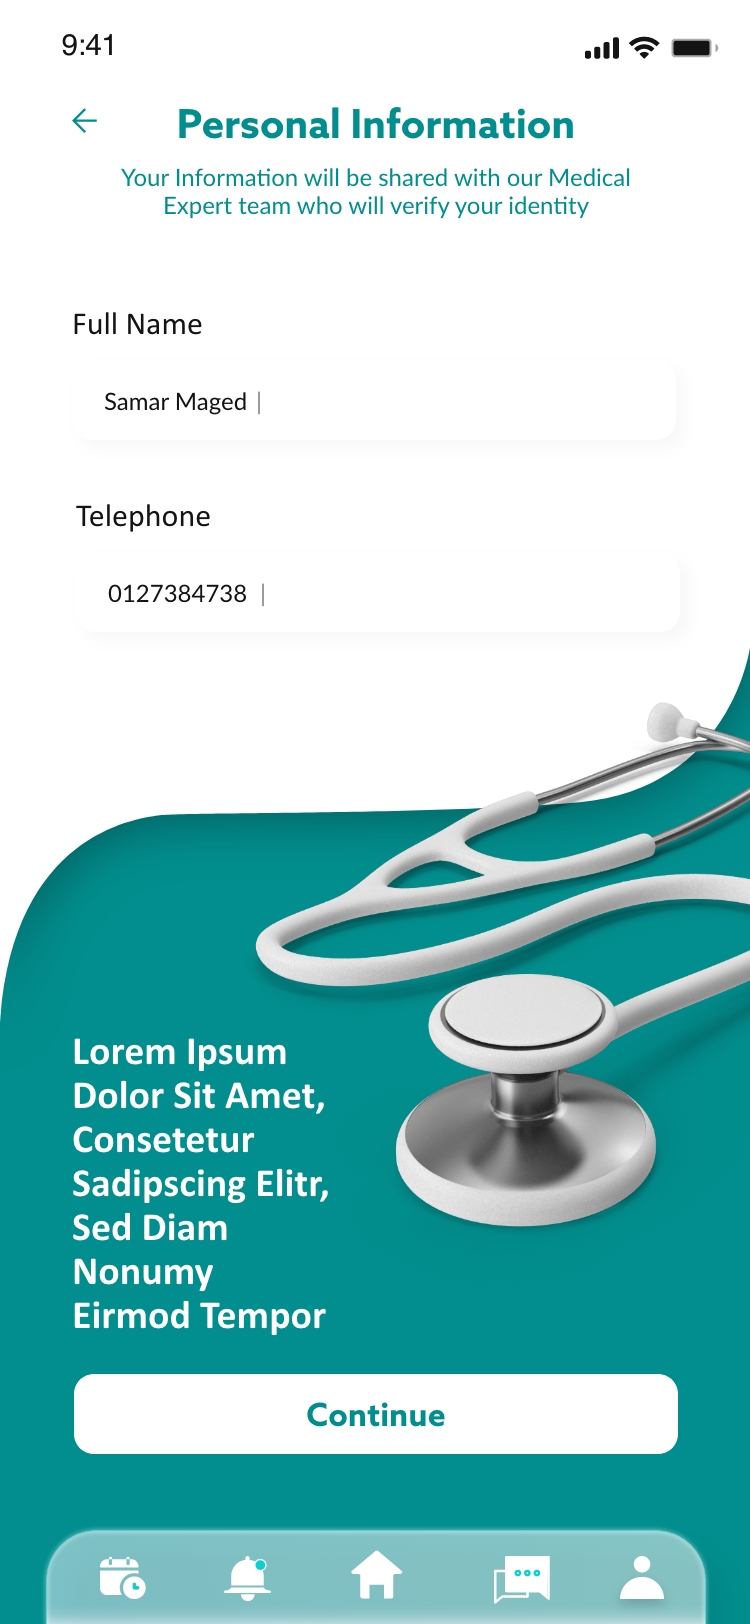 9:41
Personal Information
Your Information will be shared with our Medical
Expert team who will verify your identity
Full Name
Samar Maged
Telephone
0127384738
Lorem Ipsum
Dolor Sit Amet,
Consetetur
Sadipscing Elitr,
Sed Diam
Nonumy
Eirmod Tempor
Continue